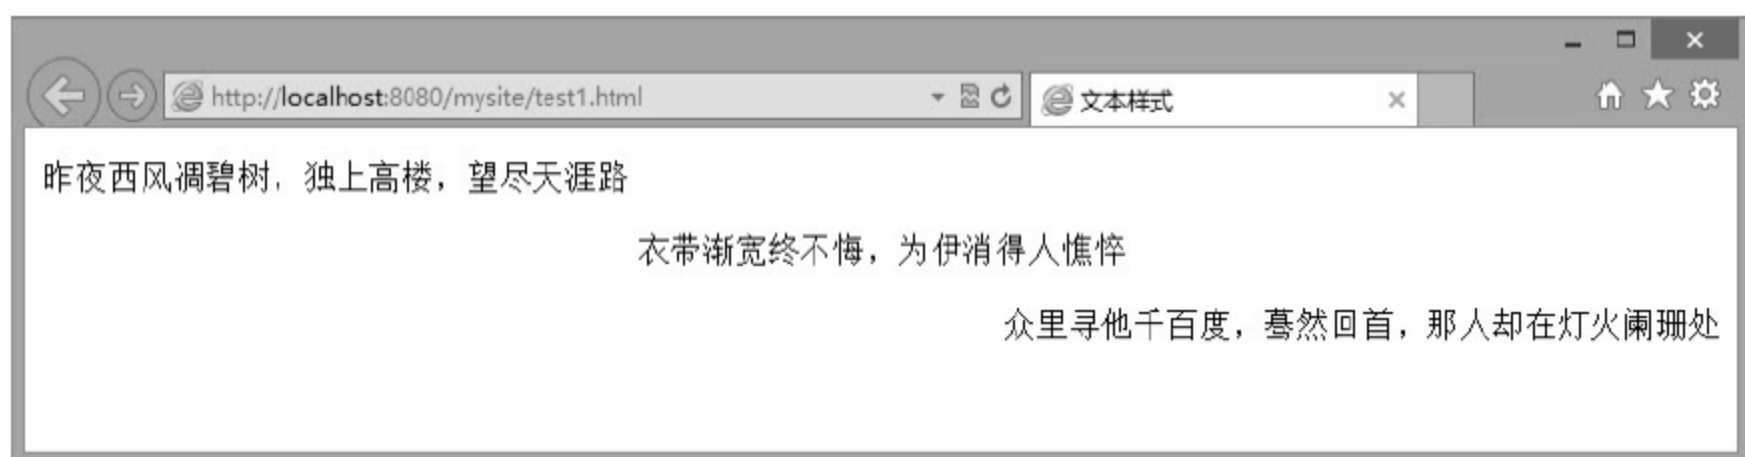 http://localhost:8080/mysite/test1.html
文本样式
昨夜西风凋碧树，独上高楼，望尽天涯路
衣带渐宽终不悔，为伊消得人憔悴
众里寻他千百度，蓦然回首，那人却在灯火阑珊处